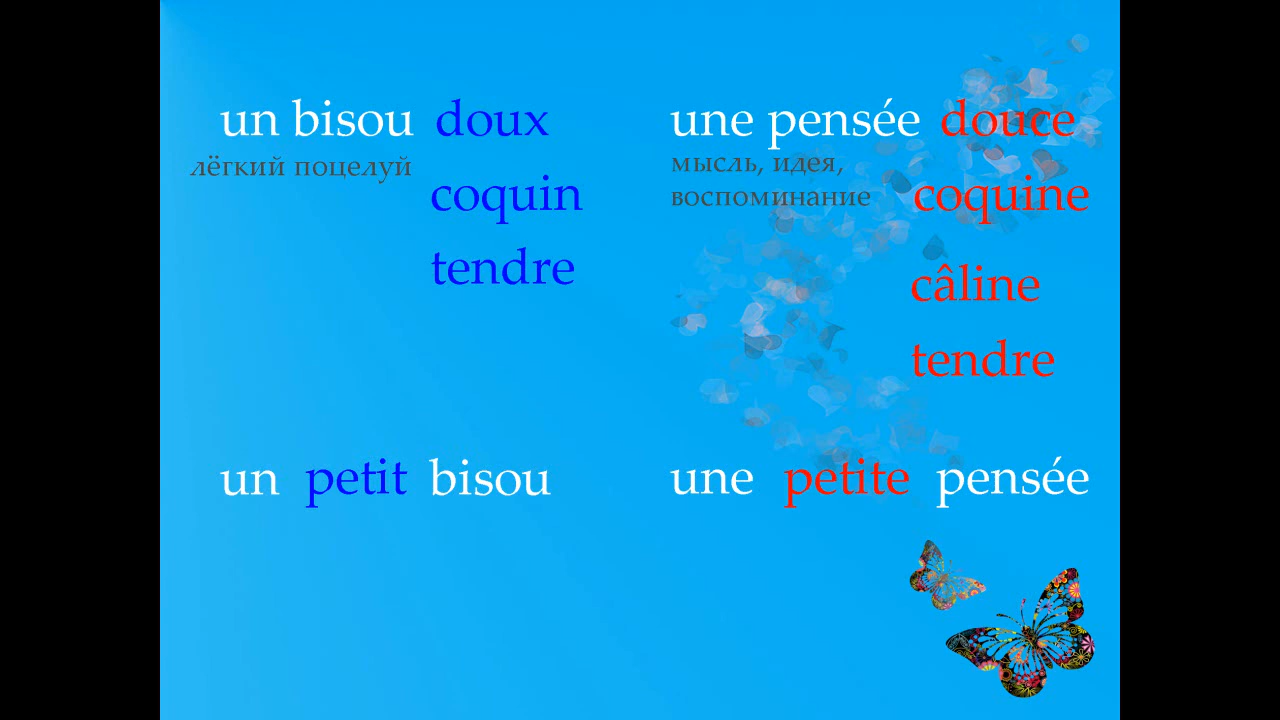 un bisou doux
лёгкий поцелуй
coquin
tendre
une pensée douce
мысль, идея,
воспоминание
coquine
câline
tendre
un petit bisou
une petite pensée